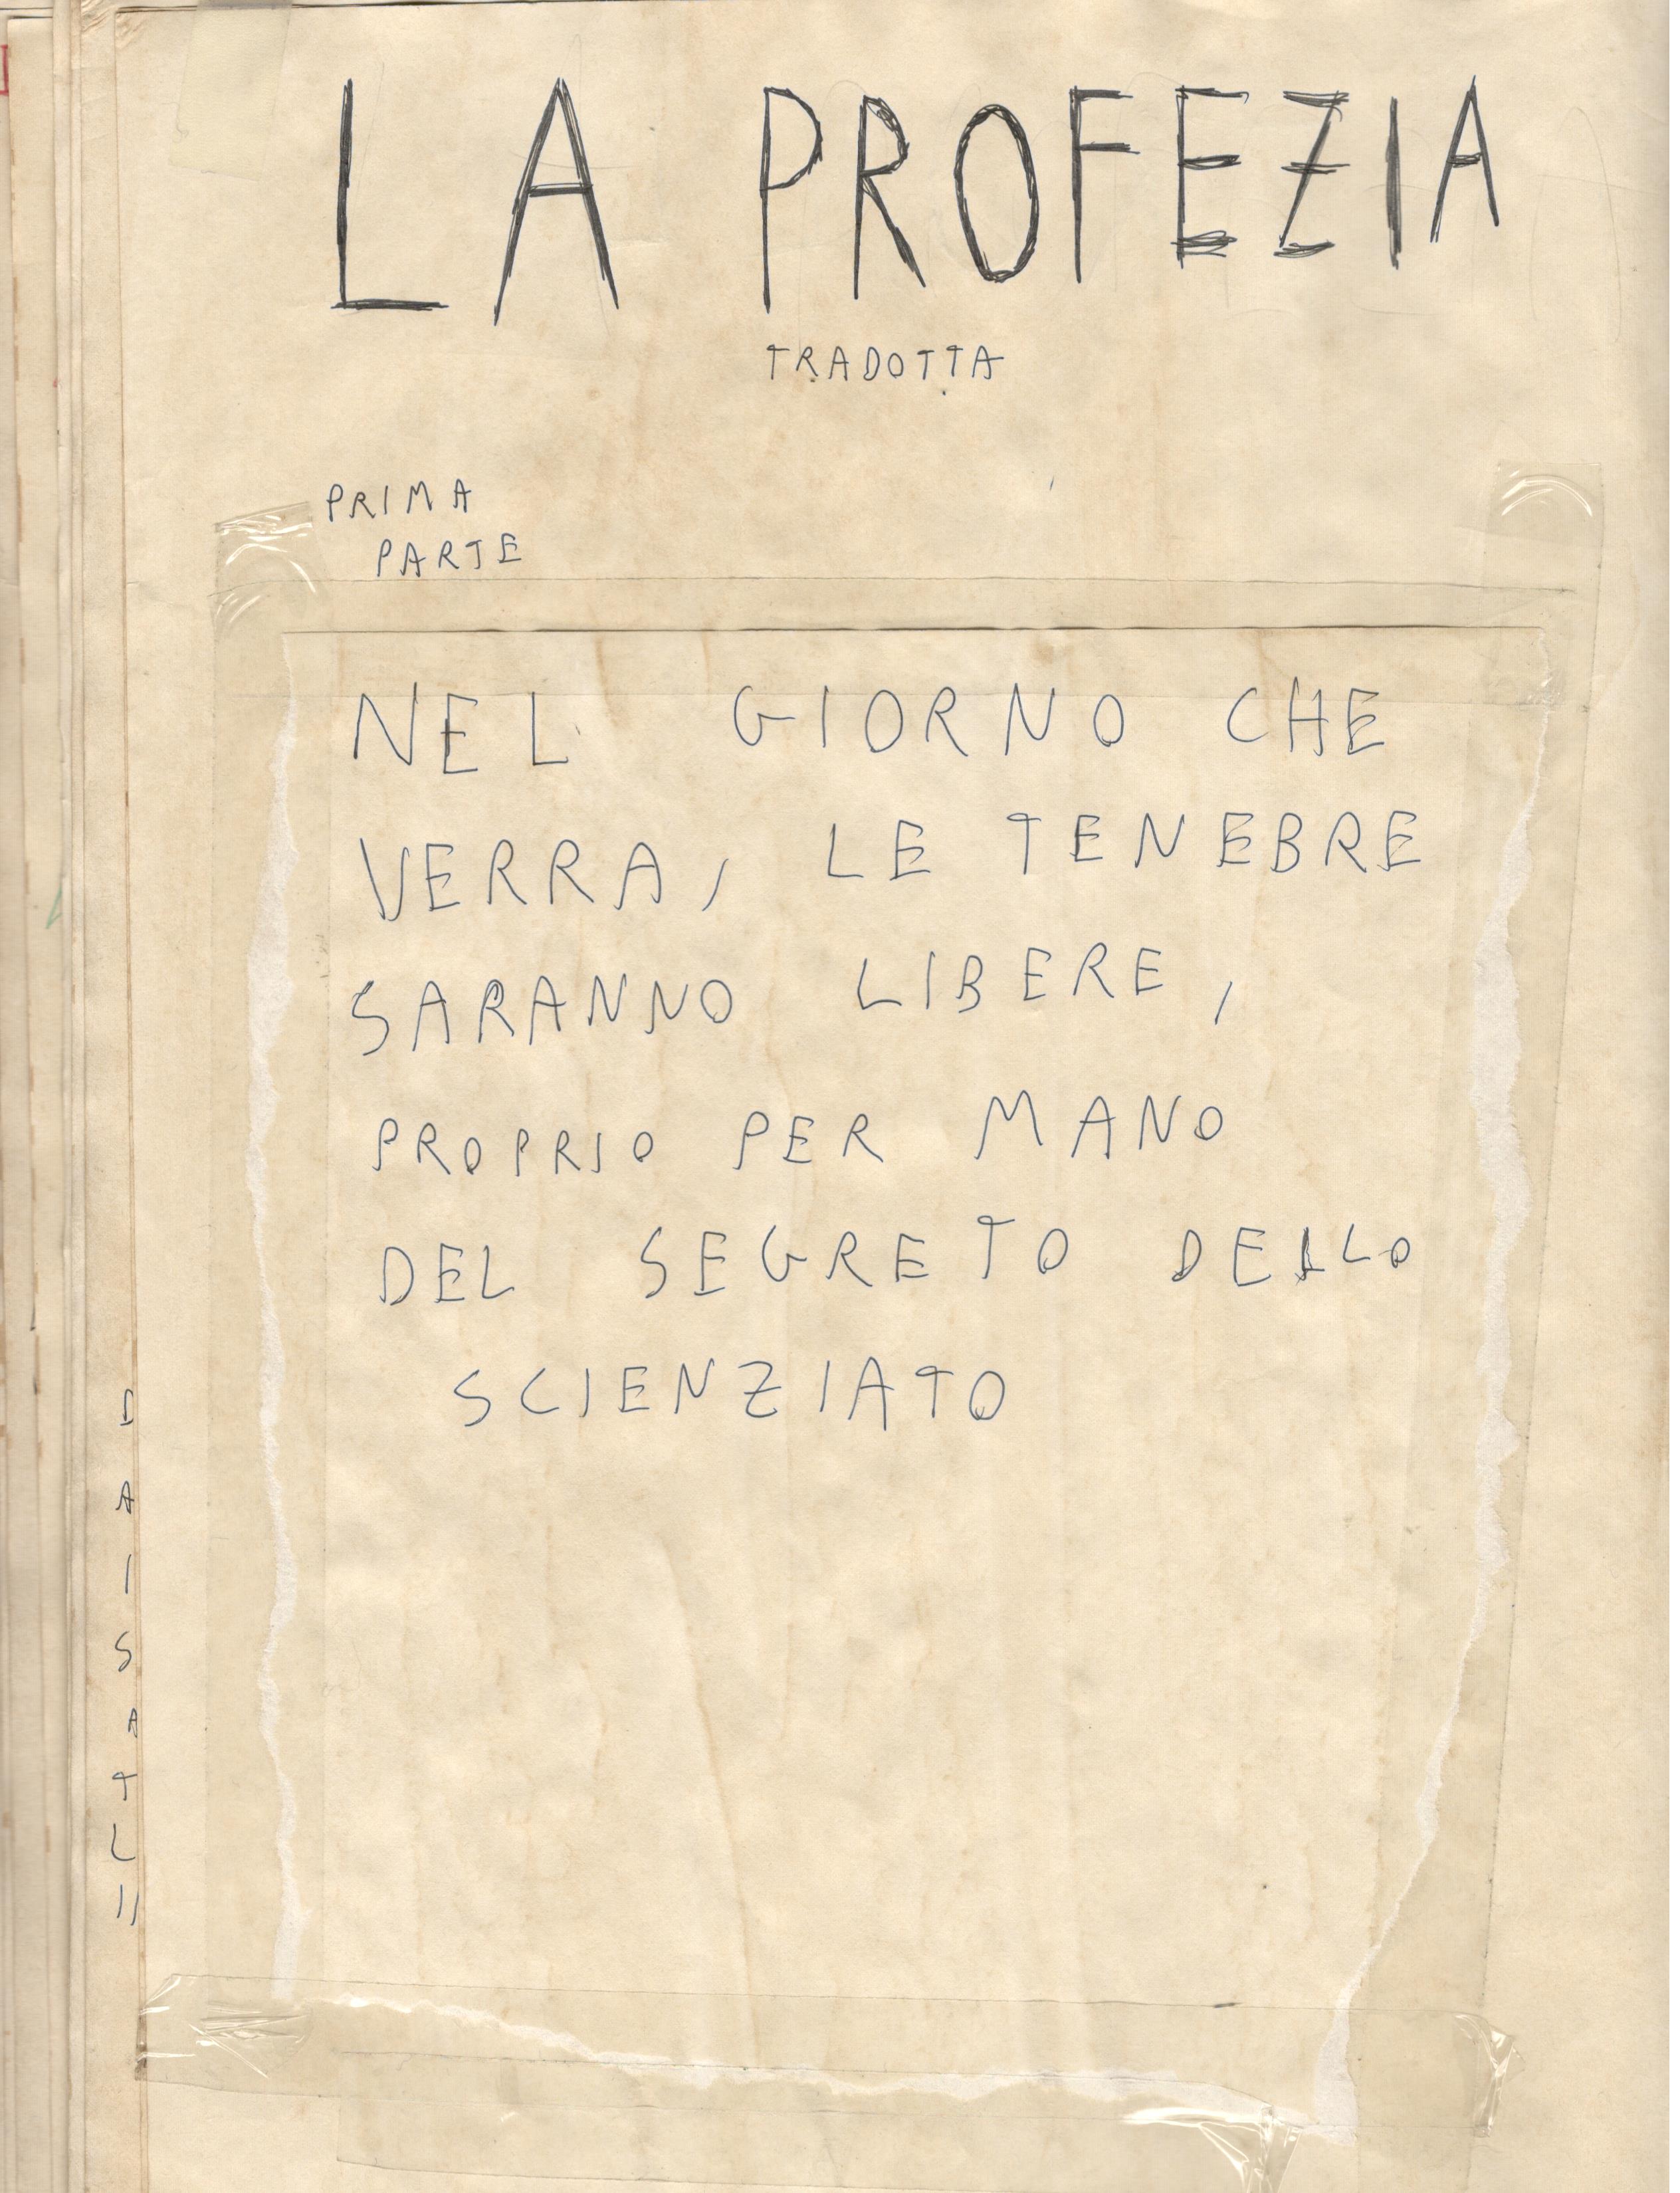 LA PROFEZIA
TRADOTTA
PRIMA
PARTE
NEL GIORNO CHE
VERRA, LE TENEBRE
SARANNO LIBERE,
PROPRIO PER MANO
DEL SEGRETO DELLO
SCIENZIATO